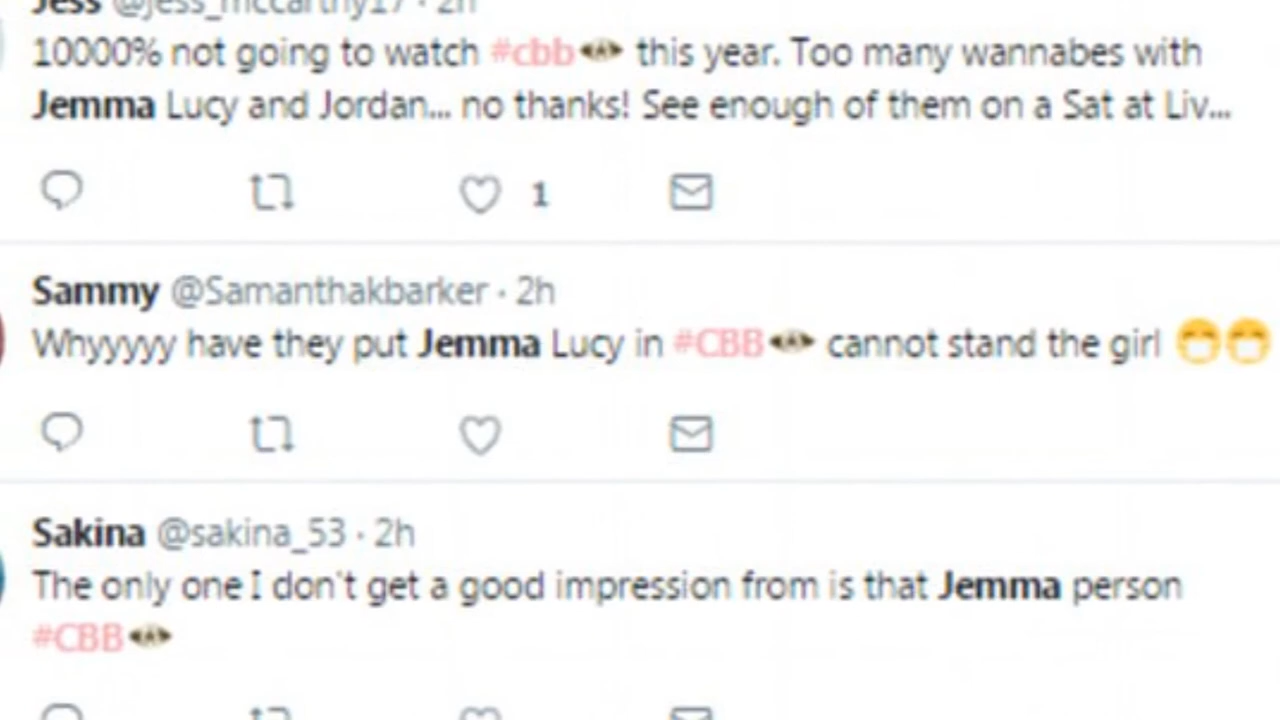 Jess @jess_mccarthy17 · 2h
10000% not going to watch #cbb this year. Too many wannabes with
Jemma Lucy and Jordan... no thanks! See enough of them on a Sat at Liv...
1
Sammy @Samanthakbarker · 2h
Whyyyyy have they put Jemma Lucy in #CBB cannot stand the girl 😷😷
Sakina @sakina_53 · 2h
The only one I don't get a good impression from is that Jemma person
#CBB